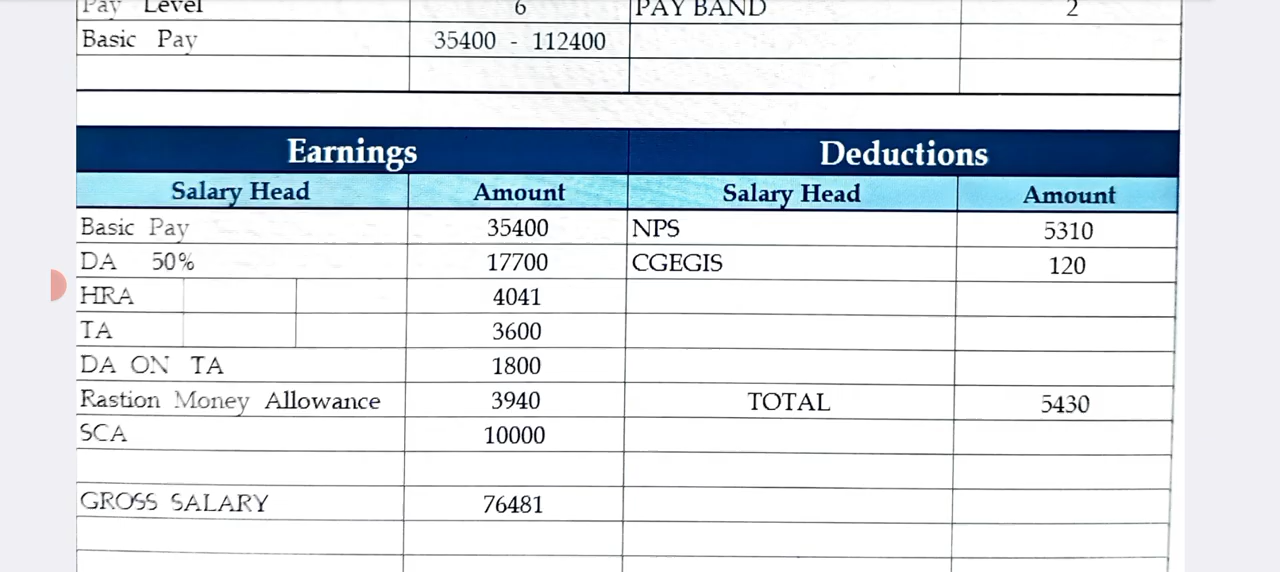 Pay Level 6 PAY BAND 2
Basic Pay 35400 - 112400
Earnings Deductions
Salary Head Amount Salary Head Amount
Basic Pay 35400 NPS 5310
DA 50% 17700 CGEGIS 120
HRA 4041
TA 3600
DA ON TA 1800
Rastion Money Allowance 3940 TOTAL 5430
SCA 10000
GROSS SALARY 76481